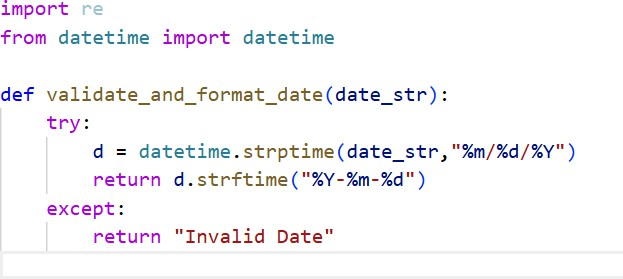 import re
from datetime import datetime

def validate_and_format_date(date_str):
    try:
        d = datetime.strptime(date_str,"%m/%d/%Y")
        return d.strftime("%Y-%m-%d")
    except:
        return "Invalid Date"